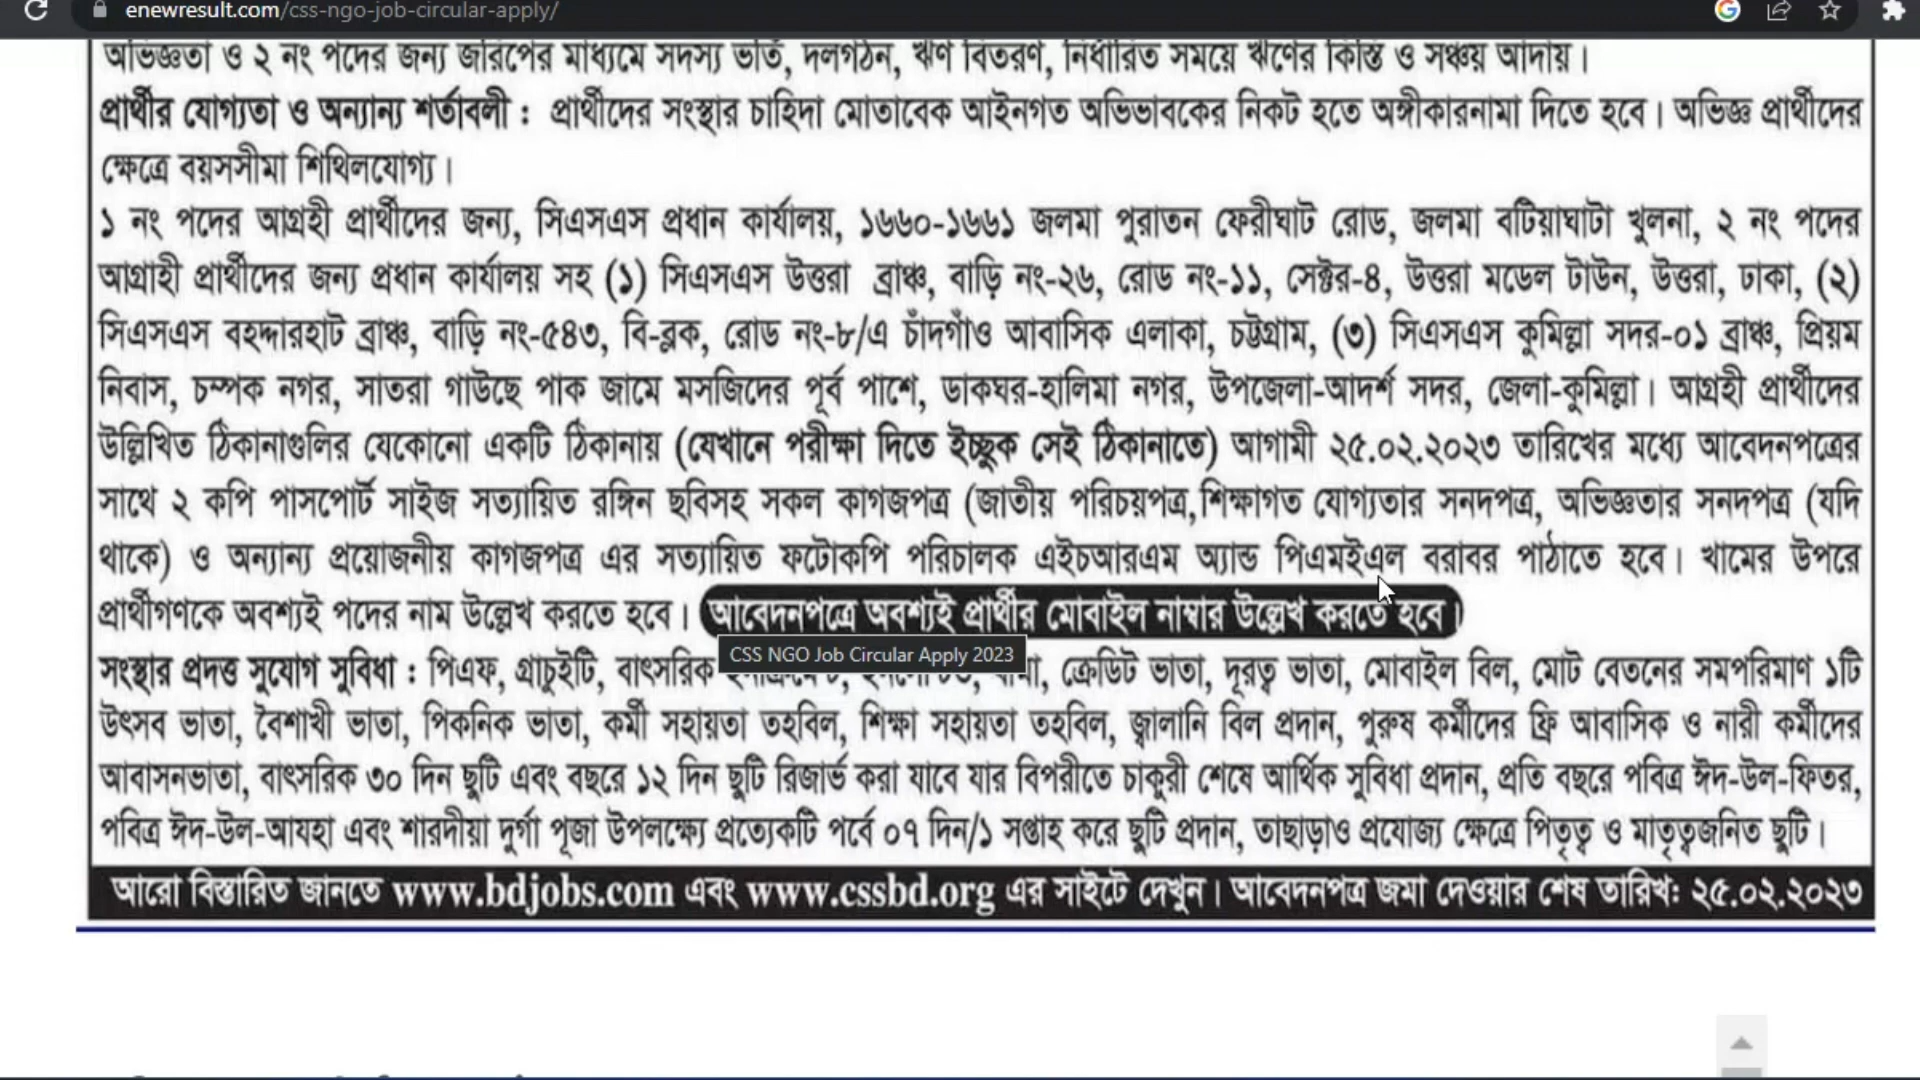 enewresult.com/css-ngo-job-circular-apply/
অভিজ্ঞতা ও ২ নং পদের জন্য জরিপের মাধ্যমে সদস্য ভর্তি, দলগঠন, ঋণ বিতরণ, নির্ধারিত সময়ে ঋণের কিস্তি ও সঞ্চয় আদায়।
প্রার্থীর যোগ্যতা ও অন্যান্য শর্তাবলী : প্রার্থীদের সংস্থার চাহিদা মোতাবেক আইনগত অভিভাবকের নিকট হতে অঙ্গীকারনামা দিতে হবে। অভিজ্ঞ প্রার্থীদের
ক্ষেত্রে বয়সসীমা শিথিলযোগ্য।
১ নং পদের আগ্রহী প্রার্থীদের জন্য, সিএসএস প্রধান কার্যালয়, ১৬৬০-১৬৬১ জলমা পুরাতন ফেরীঘাট রোড, জলমা বটিয়াঘাটা খুলনা, ২ নং পদের
আগ্রাহী প্রার্থীদের জন্য প্রধান কার্যালয় সহ (১) সিএসএস উত্তরা ব্রাঞ্চ, বাড়ি নং-২৬, রোড নং-১১, সেক্টর-৪, উত্তরা মডেল টাউন, উত্তরা, ঢাকা, (২)
সিএসএস বহদ্দারহাট ব্রাঞ্চ, বাড়ি নং-৫৪৩, বি-ব্লক, রোড নং-৮/এ চাঁদগাঁও আবাসিক এলাকা, চট্টগ্রাম, (৩) সিএসএস কুমিল্লা সদর-০১ ব্রাঞ্চ, প্রিয়ম
নিবাস, চম্পক নগর, সাতরা গাউছে পাক জামে মসজিদের পূর্ব পাশে, ডাকঘর-হালিমা নগর, উপজেলা-আদর্শ সদর, জেলা-কুমিল্লা। আগ্রহী প্রার্থীদের
উল্লিখিত ঠিকানাগুলির যেকোনো একটি ঠিকানায় (যেখানে পরীক্ষা দিতে ইচ্ছুক সেই ঠিকানাতে) আগামী ২৫.০২.২০২৩ তারিখের মধ্যে আবেদনপত্রের
সাথে ২ কপি পাসপোর্ট সাইজ সত্যায়িত রঙ্গিন ছবিসহ সকল কাগজপত্র (জাতীয় পরিচয়পত্র,শিক্ষাগত যোগ্যতার সনদপত্র, অভিজ্ঞতার সনদপত্র (যদি
থাকে) ও অন্যান্য প্রয়োজনীয় কাগজপত্র এর সত্যায়িত ফটোকপি পরিচালক এইচআরএম অ্যান্ড পিএমইএল বরাবর পাঠাতে হবে। খামের উপরে
প্রার্থীগণকে অবশ্যই পদের নাম উল্লেখ করতে হবে। আবেদনপত্রে অবশ্যই প্রার্থীর মোবাইল নাম্বার উল্লেখ করতে হবে।
CSS NGO Job Circular Apply 2023
সংস্থার প্রদত্ত সুযোগ সুবিধা : পিএফ, গ্রাচুইটি, বাৎসরিক ক্রেডিট ভাতা, দূরত্ব ভাতা, মোবাইল বিল, মোট বেতনের সমপরিমাণ ১টি
উৎসব ভাতা, বৈশাখী ভাতা, পিকনিক ভাতা, কর্মী সহায়তা তহবিল, শিক্ষা সহায়তা তহবিল, জ্বালানি বিল প্রদান, পুরুষ কর্মীদের ফ্রি আবাসিক ও নারী কর্মীদের
আবাসনভাতা, বাৎসরিক ৩০ দিন ছুটি এবং বছরে ১২ দিন ছুটি রিজার্ভ করা যাবে যার বিপরীতে চাকুরী শেষে আর্থিক সুবিধা প্রদান, প্রতি বছরে পবিত্র ঈদ-উল-ফিতর,
পবিত্র ঈদ-উল-আযহা এবং শারদীয়া দুর্গা পূজা উপলক্ষ্যে প্রত্যেকটি পর্বে ০৭ দিন/১ সপ্তাহ করে ছুটি প্রদান, তাছাড়াও প্রযোজ্য ক্ষেত্রে পিতৃত্ব ও মাতৃত্বজনিত ছুটি।
আরো বিস্তারিত জানতে www.bdjobs.com এবং www.cssbd.org এর সাইটে দেখুন। আবেদনপত্র জমা দেওয়ার শেষ তারিখ: ২৫.০২.২০২৩